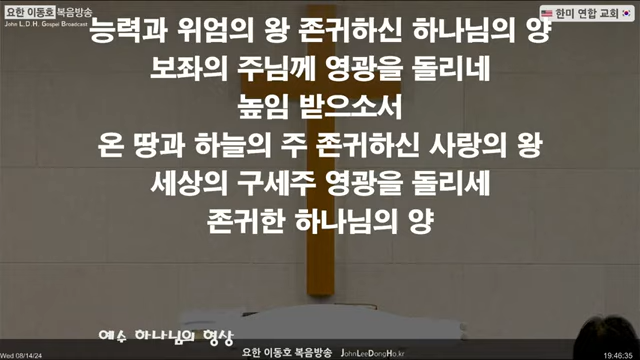 요한 이동호 복음방송
John L.D.H. Gospel Broadcast
한미 연합 교회
능력과 위엄의 왕 존귀하신 하나님의 양
보좌의 주님께 영광을 돌리네
높임 받으소서
온 땅과 하늘의 주 존귀하신 사랑의 왕
세상의 구세주 영광을 돌리세
존귀한 하나님의 양
예수 하나님의 형상
Wed 08/14/24
요한 이동호 복음방송 JohnLeeDongHo.kr
19:46:35